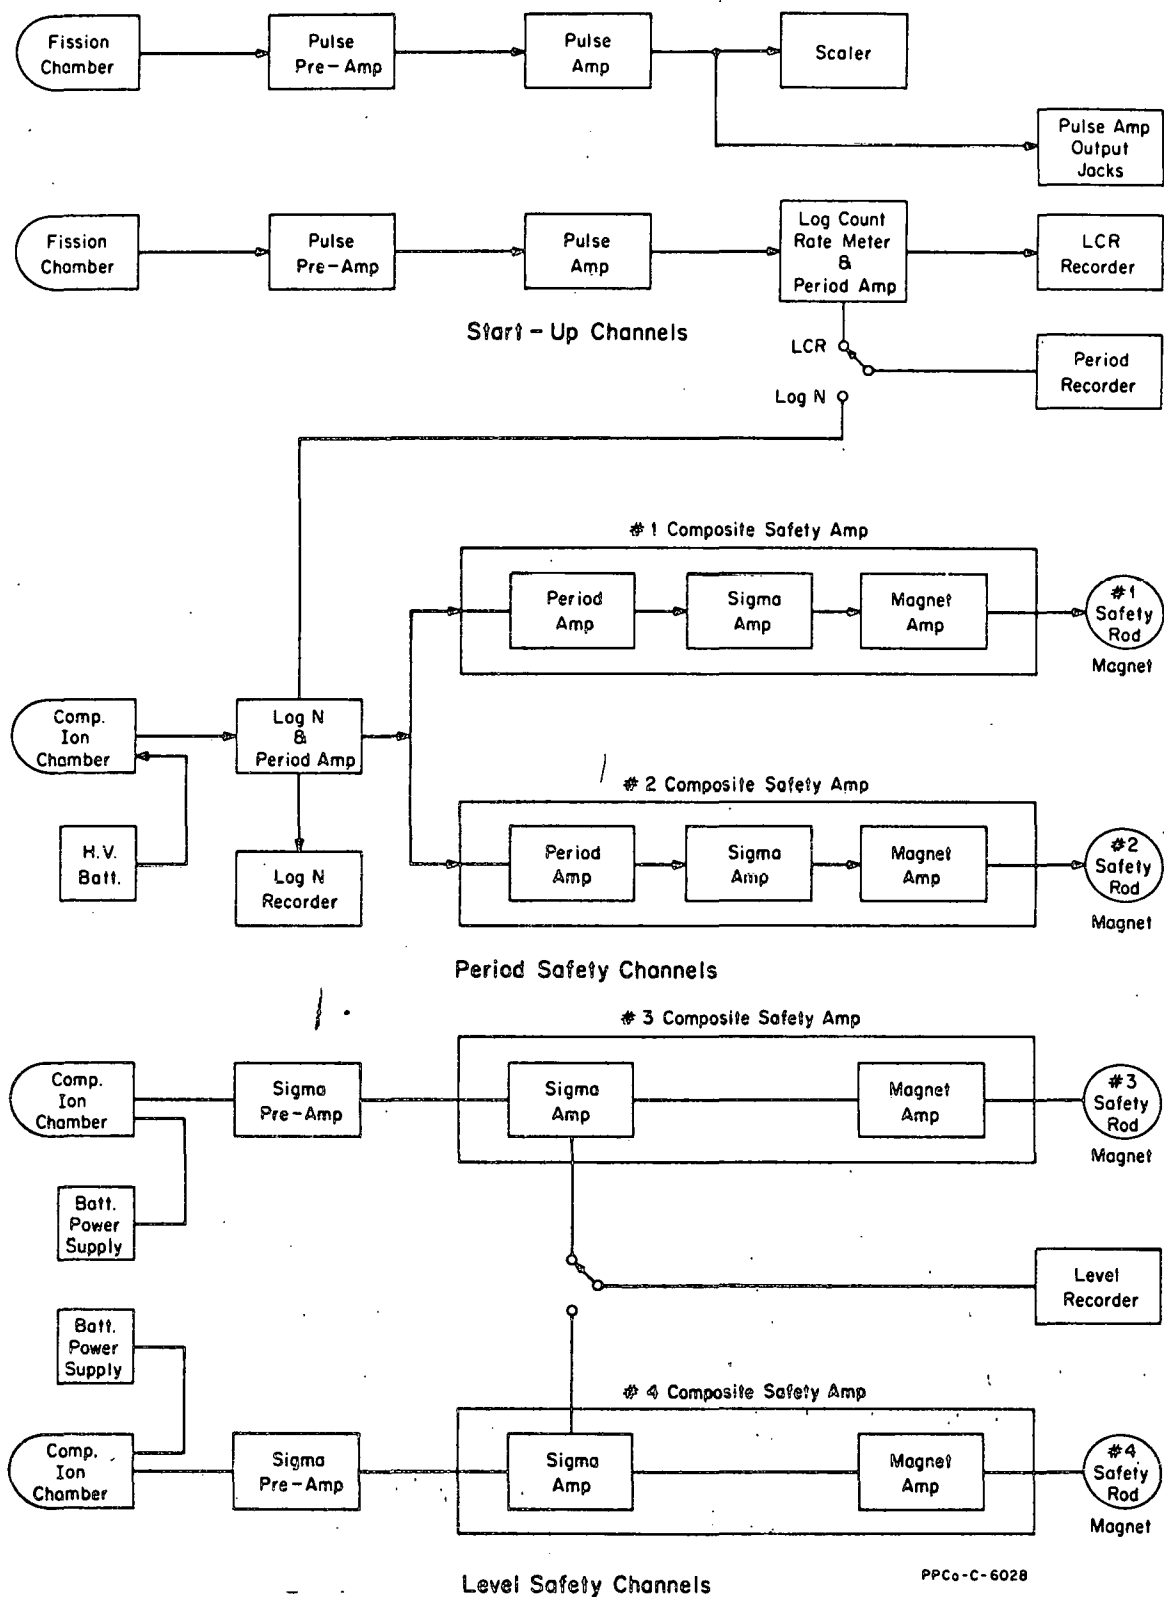 Fission
Chamber
Pulse
Pre-Amp
Pulse
Amp
Scaler
Pulse Amp
Output
Jacks
Fission
Chamber
Pulse
Pre-Amp
Pulse
Amp
Log Count
Rate Meter
&
Period Amp
LCR
Recorder
Start-Up Channels
LCR
Period
Recorder
Log N
#1 Composite Safety Amp
Period
Amp
Sigma
Amp
Magnet
Amp
#1
Safety
Rod
Magnet
Comp.
Ion
Chamber
Log N
&
Period Amp
H.V.
Batt.
Log N
Recorder
#2 Composite Safety Amp
Period
Amp
Sigma
Amp
Magnet
Amp
#2
Safety
Rod
Magnet
Period Safety Channels
#3 Composite Safety Amp
Comp.
Ion
Chamber
Sigma
Pre-Amp
Sigma
Amp
Magnet
Amp
#3
Safety
Rod
Magnet
Batt.
Power
Supply
Level
Recorder
Batt.
Power
Supply
#4 Composite Safety Amp
Comp.
Ion
Chamber
Sigma
Pre-Amp
Sigma
Amp
Magnet
Amp
#4
Safety
Rod
Magnet
Level Safety Channels
PPCo-C-6028